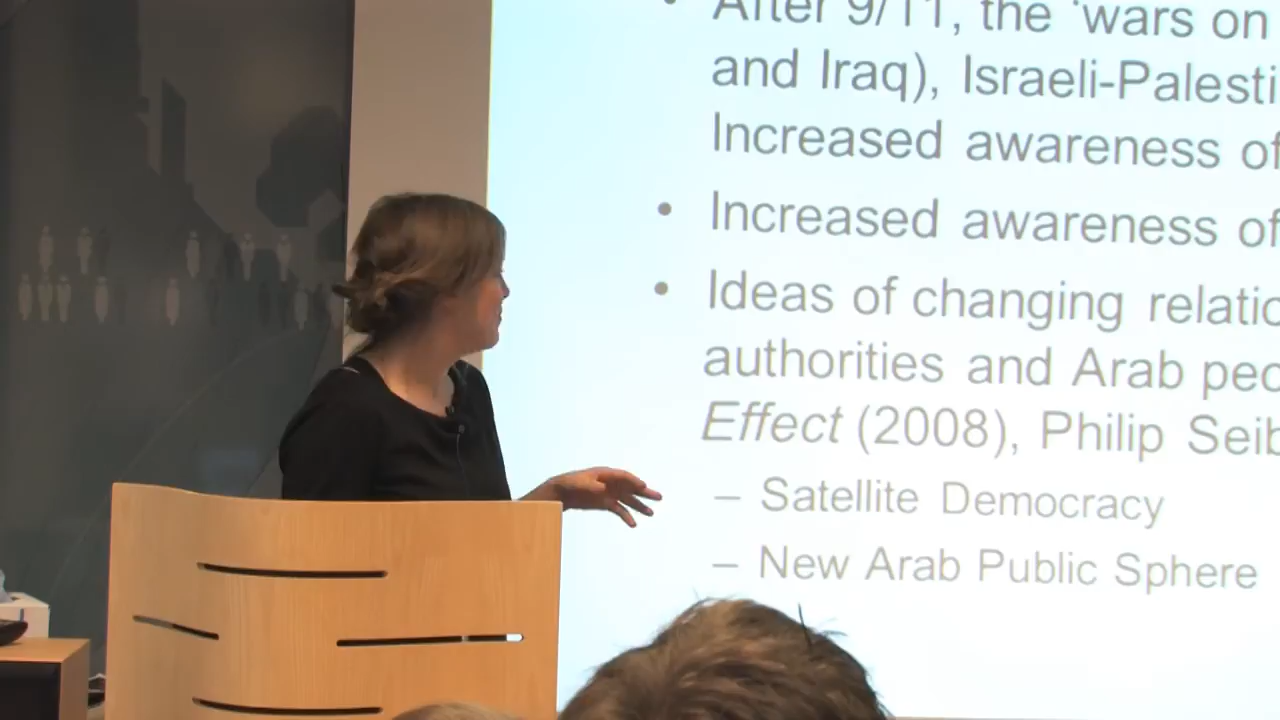 After 9/11, the 'wars on
and Iraq), Israeli-Palesti
Increased awareness of
• Increased awareness of
• Ideas of changing relatio
authorities and Arab peo
Effect (2008), Philip Seib
– Satellite Democracy
– New Arab Public Sphere